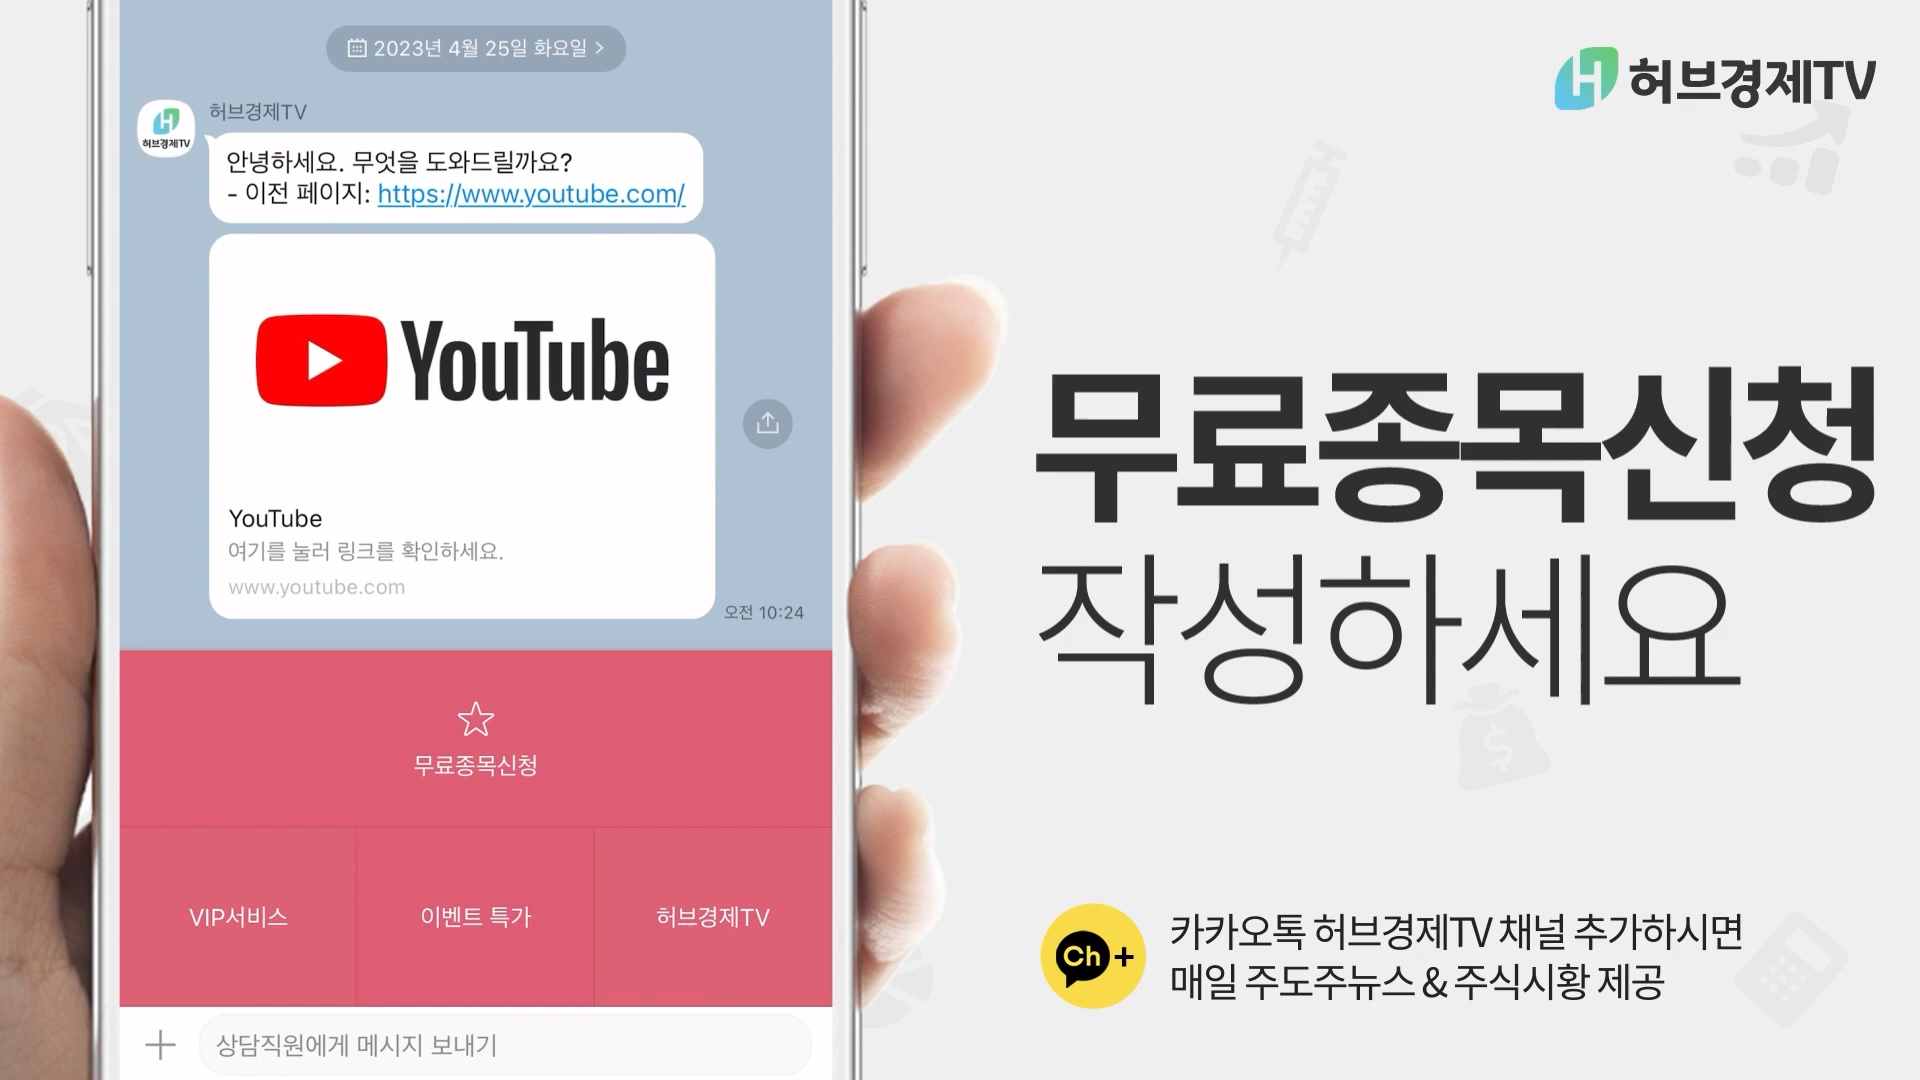 2023년 4월 25일 화요일 >
허브경제TV
허브경제TV
안녕하세요. 무엇을 도와드릴까요?
- 이전 페이지: https://www.youtube.com/
YouTube
YouTube
여기를 눌러 링크를 확인하세요.
www.youtube.com
오전 10:24
무료종목신청
VIP서비스
이벤트 특가
허브경제TV
상담직원에게 메시지 보내기
H 허브경제TV
무료종목신청
작성하세요
Ch+
카카오톡 허브경제TV 채널 추가하시면
매일 주도주뉴스 & 주식시황 제공